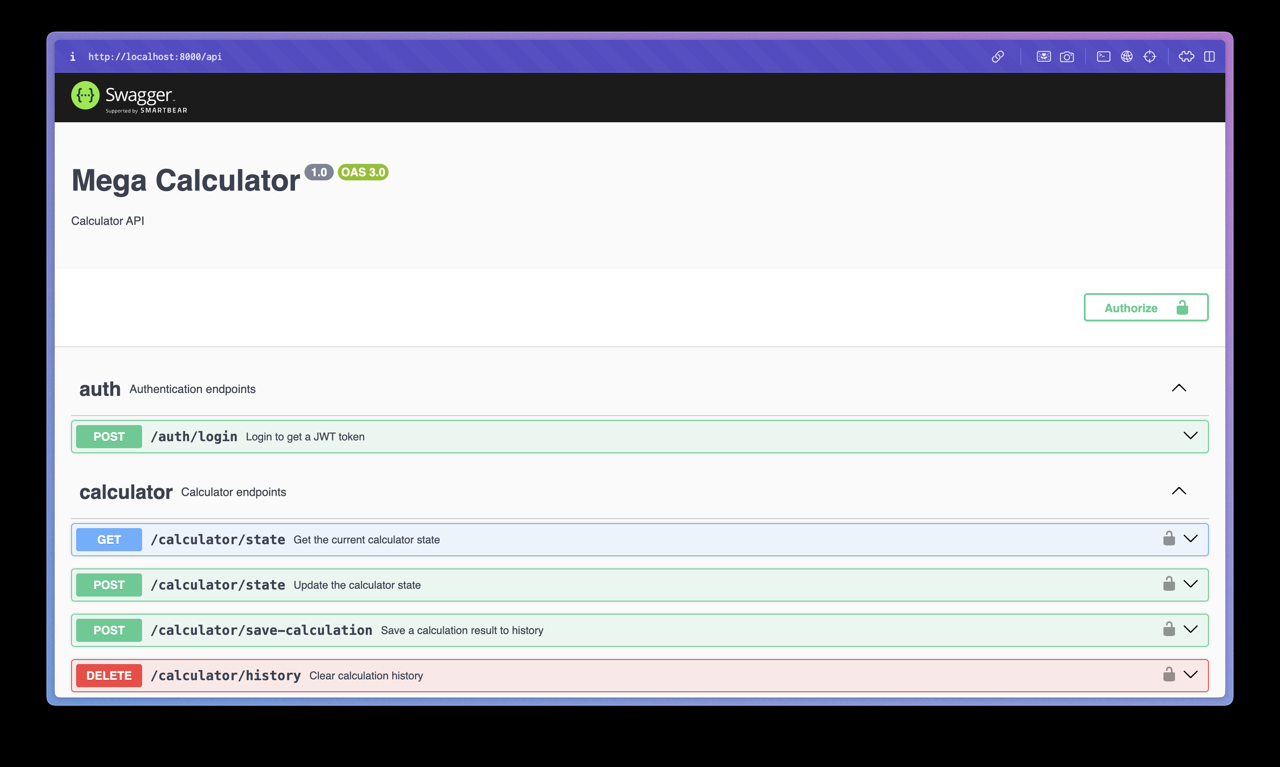 http://localhost:8000/api
Swagger.
Supported by SMARTBEAR
Mega Calculator 1.0 OAS 3.0
Calculator API
Authorize
auth Authentication endpoints
POST /auth/login Login to get a JWT token
calculator Calculator endpoints
GET /calculator/state Get the current calculator state
POST /calculator/state Update the calculator state
POST /calculator/save-calculation Save a calculation result to history
DELETE /calculator/history Clear calculation history